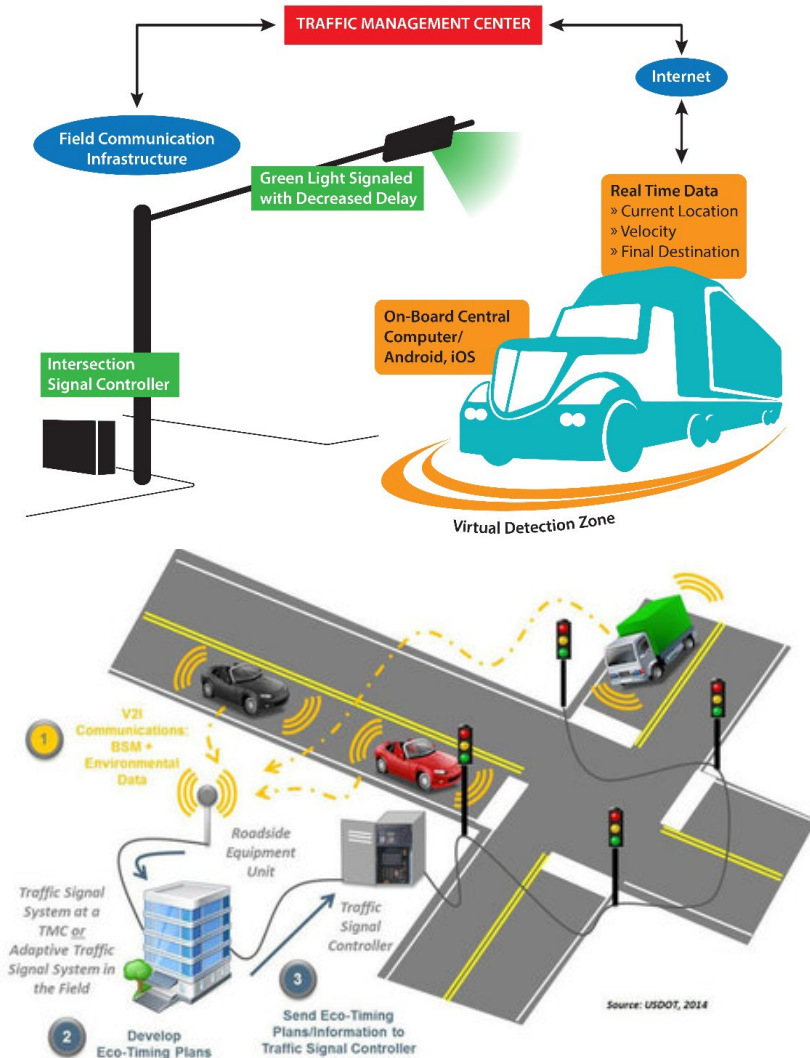 TRAFFIC MANAGEMENT CENTER
Internet
Field Communication
Infrastructure
Green Light Signaled
with Decreased Delay
Real Time Data
» Current Location
» Velocity
» Final Destination
On-Board Central
Computer/
Android, iOS
Intersection
Signal Controller
Virtual Detection Zone
1
V2I
Communications:
BSM +
Environmental
Data
Roadside
Equipment
Unit
Traffic Signal
System at a
TMC or
Adaptive Traffic
Signal System in
the Field
Traffic
Signal
Controller
2
Develop
Eco-Timing Plans
3
Send Eco-Timing
Plans/Information to
Traffic Signal Controller
Source: USDOT, 2014